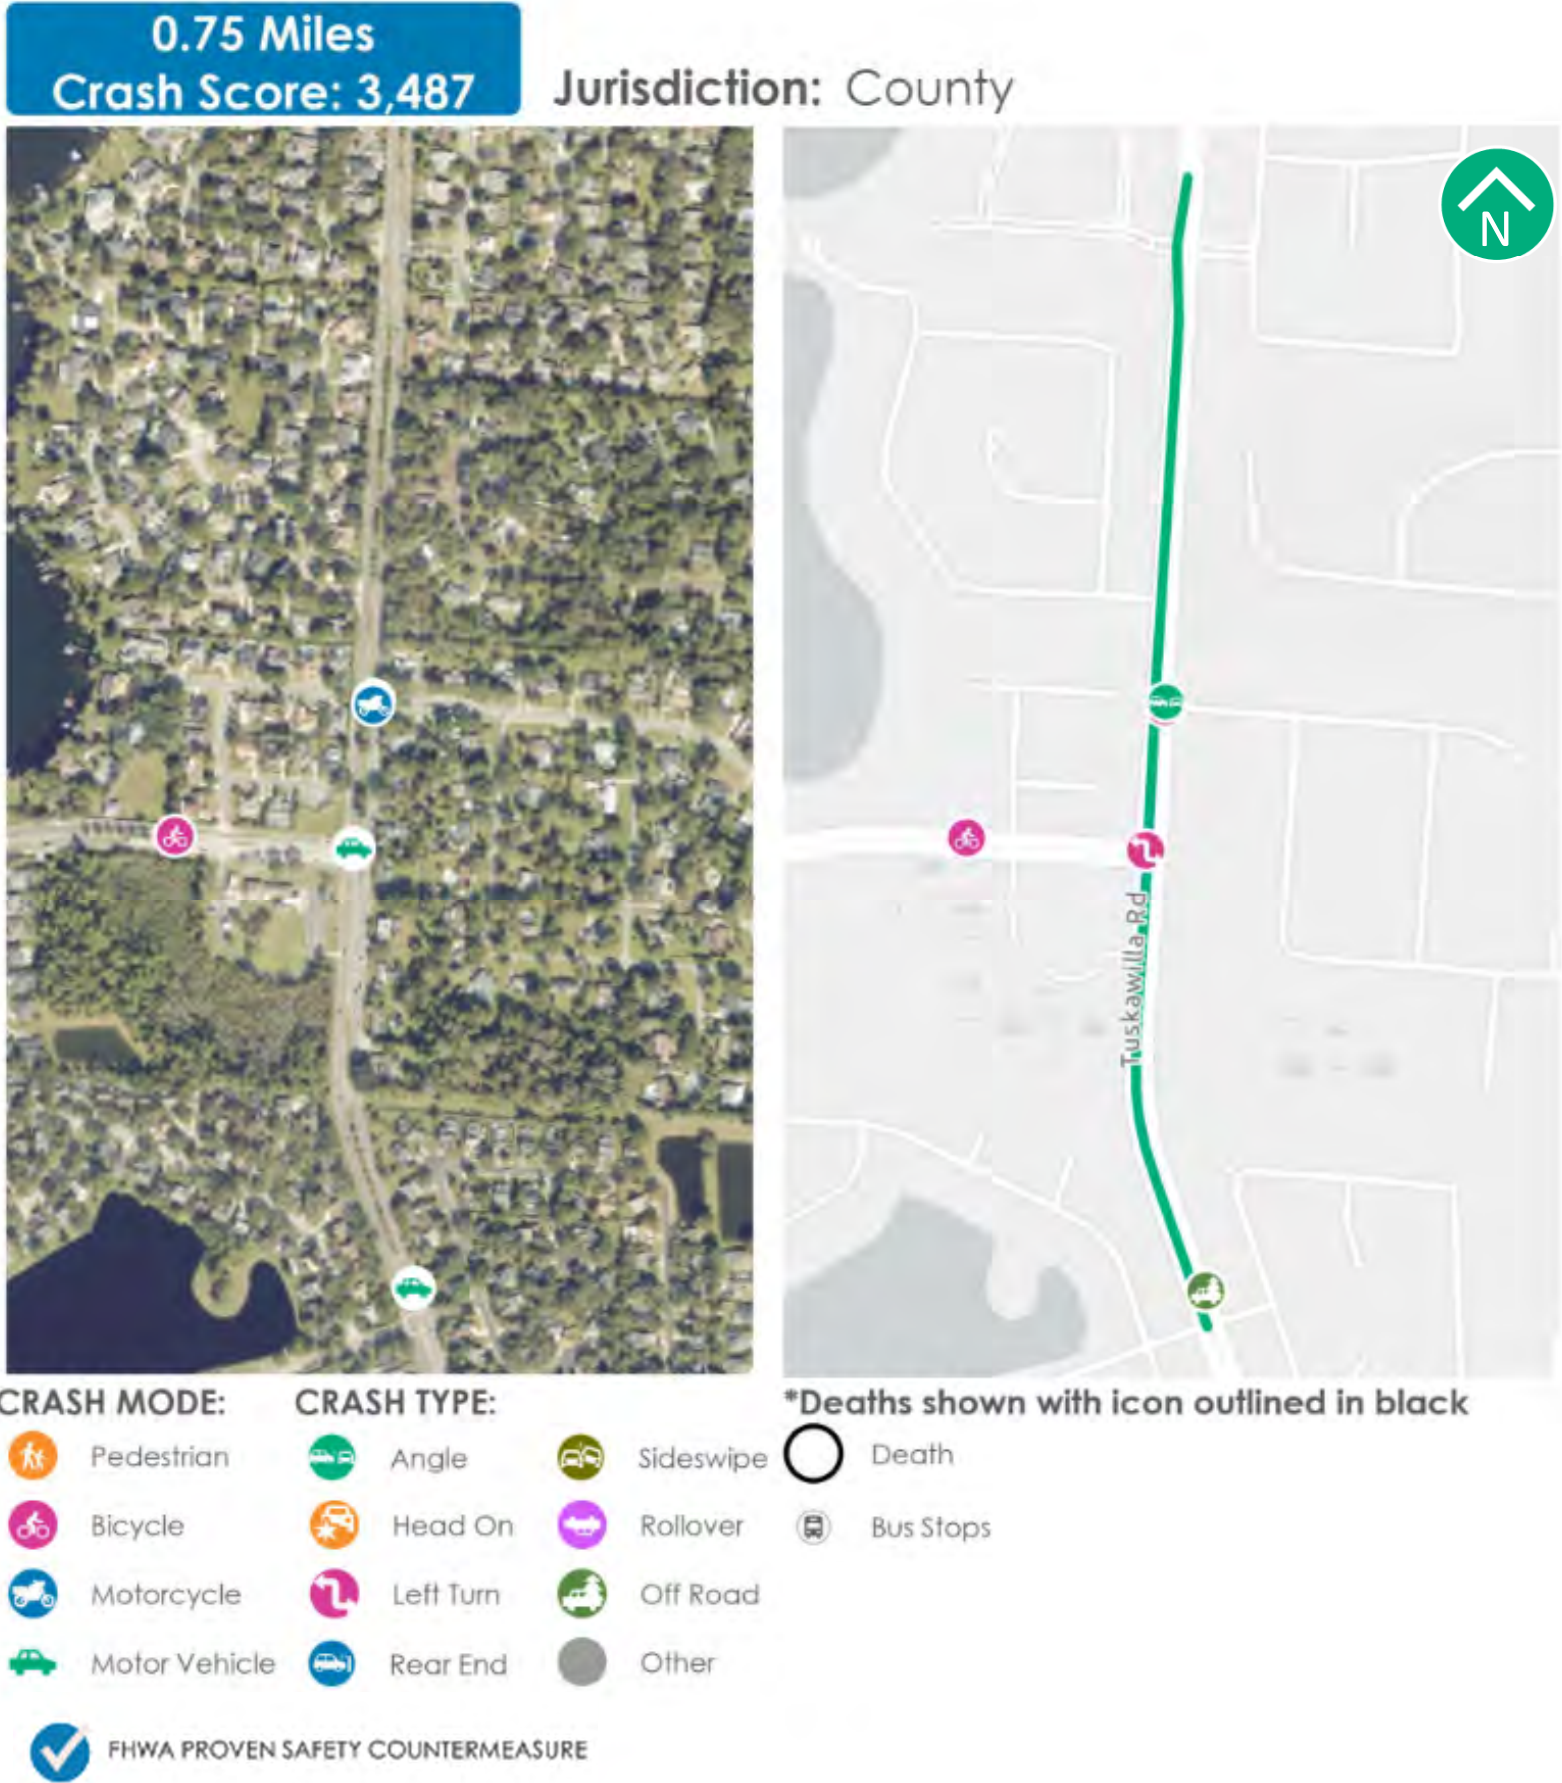 0.75 Miles
Crash Score: 3,487
Jurisdiction: County
N
Tuskawilla Rd
CRASH MODE:
Pedestrian
Bicycle
Motorcycle
Motor Vehicle
CRASH TYPE:
Angle
Head On
Left Turn
Rear End
Sideswipe
Rollover
Off Road
Other
*Deaths shown with icon outlined in black
Death
Bus Stops
FHWA PROVEN SAFETY COUNTERMEASURE